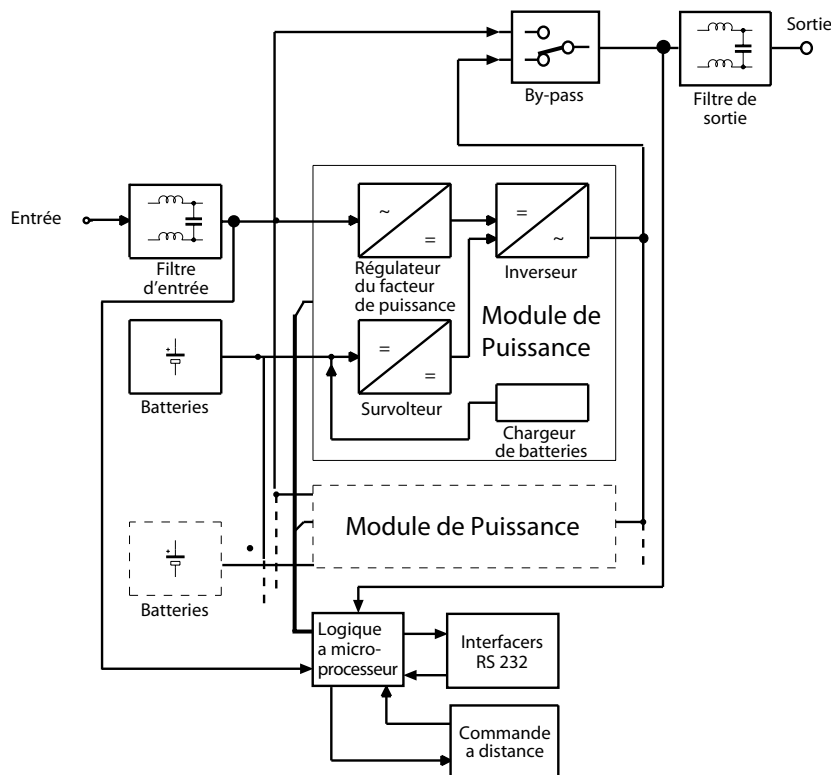 Sortie
By-pass
Filtre de
sortie
Entrée
Filtre
d'entrée
~
=
Régulateur
du facteur
de puissance
=
~
Inverseur
Module de
Puissance
Batteries
=
=
Survolteur
Chargeur
de batteries
Module de Puissance
+
+
Batteries
Logique
a micro-
processeur
Interfacers
RS 232
Commande
a distance